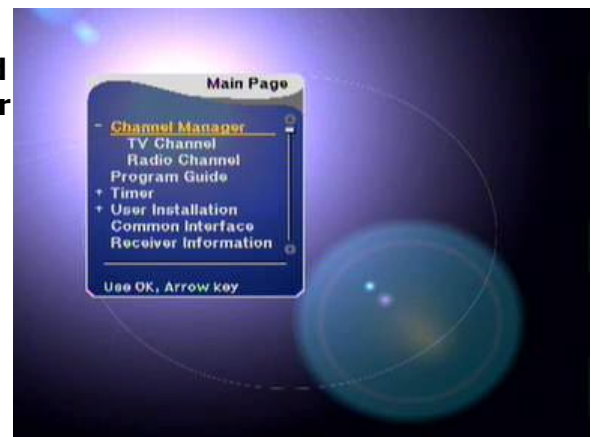 l
r
Main Page
- Channel Manager
TV Channel
Radio Channel
Program Guide
+ Timer
+ User Installation
Common Interface
Receiver Information
Use OK, Arrow key